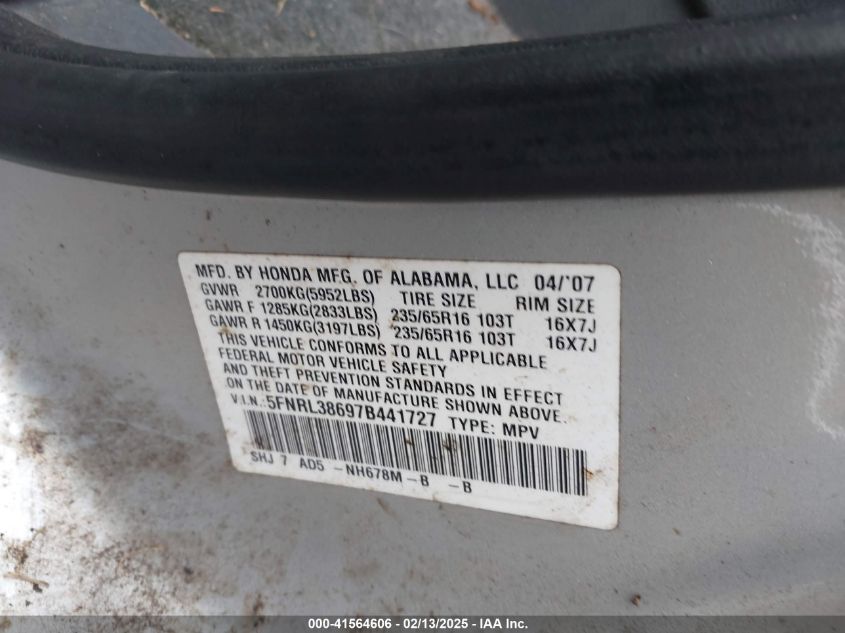 MFD. BY HONDA MFG. OF ALABAMA, LLC 04/'07
GVWR 2700KG(5952LBS) TIRE SIZE RIM SIZE
GAWR F 1285KG(2833LBS) 235/65R16 103T 16X7J
GAWR R 1450KG(3197LBS) 235/65R16 103T 16X7J
THIS VEHICLE CONFORMS TO ALL APPLICABLE
FEDERAL MOTOR VEHICLE SAFETY
AND THEFT PREVENTION STANDARDS IN EFFECT
ON THE DATE OF MANUFACTURE SHOWN ABOVE.
V.I.N.: 5FNRL38697B441727 TYPE: MPV
SHJ 7 AD5 -NH678M -B -B
000-41564606 - 02/13/2025 - IAA Inc.